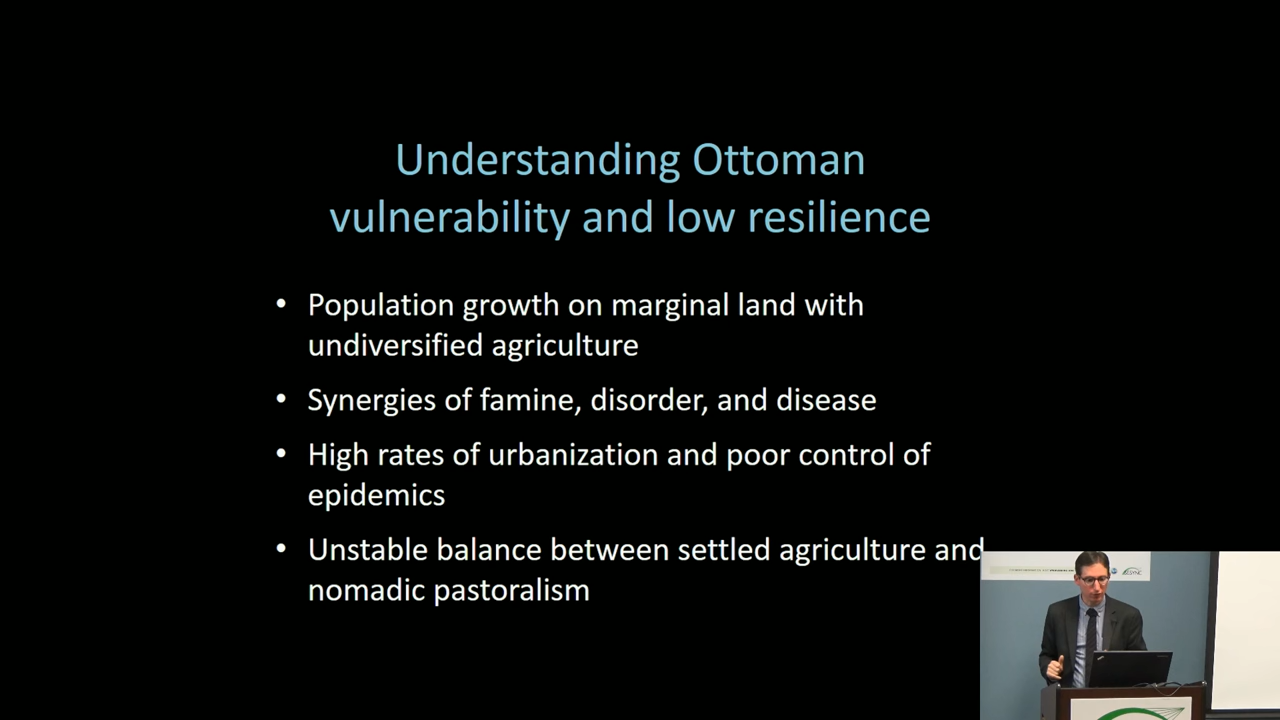 Understanding Ottoman
vulnerability and low resilience
• Population growth on marginal land with
undiversified agriculture
• Synergies of famine, disorder, and disease
• High rates of urbanization and poor control of
epidemics
• Unstable balance between settled agriculture and
nomadic pastoralism